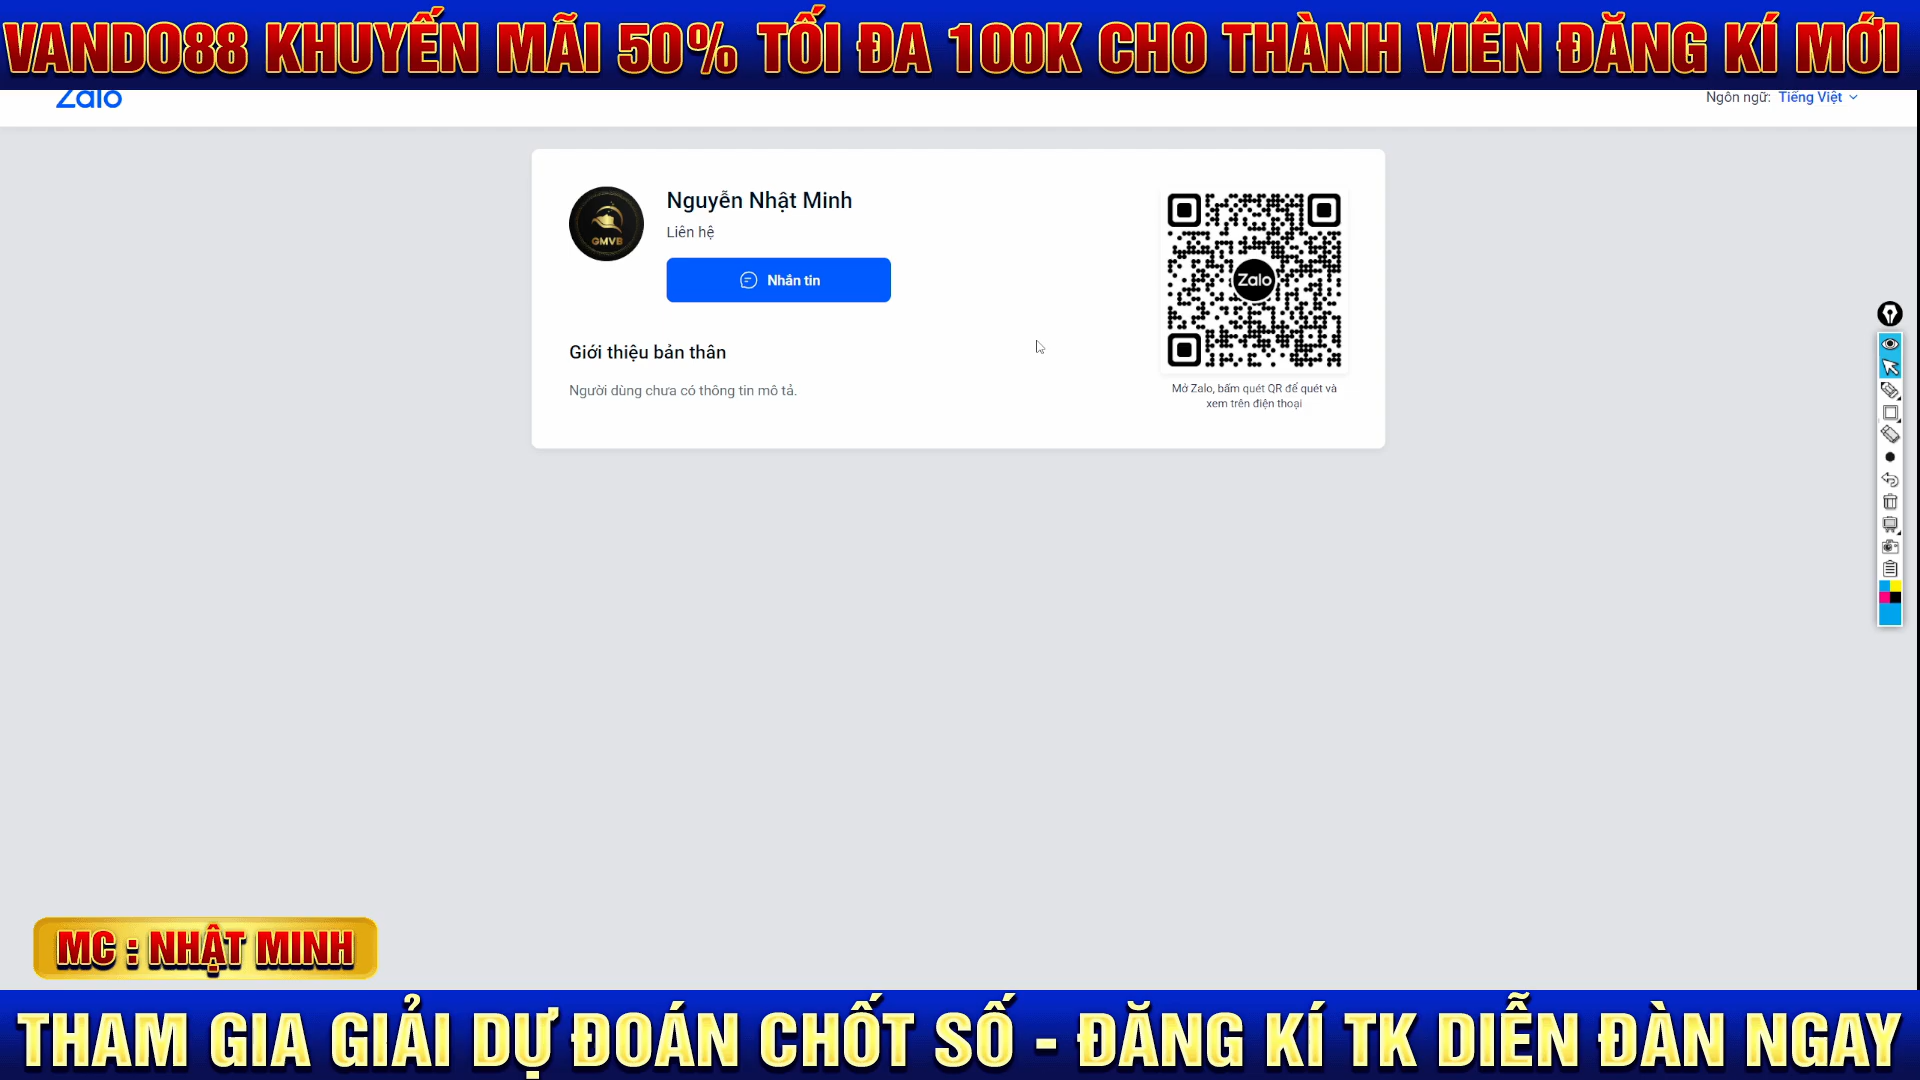 VANDO88 KHUYẾN MÃI 50% TỐI ĐA 100K CHO THÀNH VIÊN ĐĂNG KÍ MỚI
Zalo
Ngôn ngữ: Tiếng Việt
Nguyễn Nhật Minh
Liên hệ
GMVB
Nhắn tin
Zalo
Giới thiệu bản thân
Người dùng chưa có thông tin mô tả.
Mở Zalo, bấm quét QR để quét và
xem trên điện thoại
MC : NHẬT MINH
THAM GIA GIẢI DỰ ĐOÁN CHỐT SỐ - ĐĂNG KÍ TK DIỄN ĐÀN NGAY